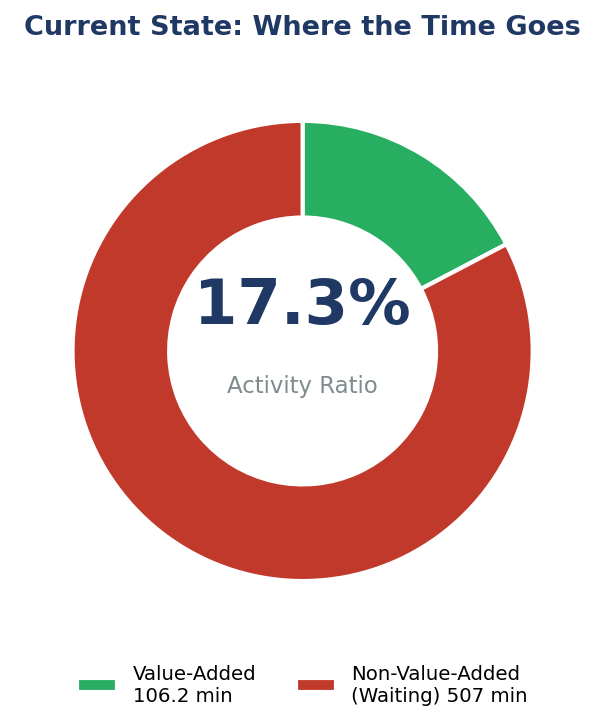 Current State: Where the Time Goes
17.3%
Activity Ratio
Value-Added
106.2 min
Non-Value-Added
(Waiting) 507 min